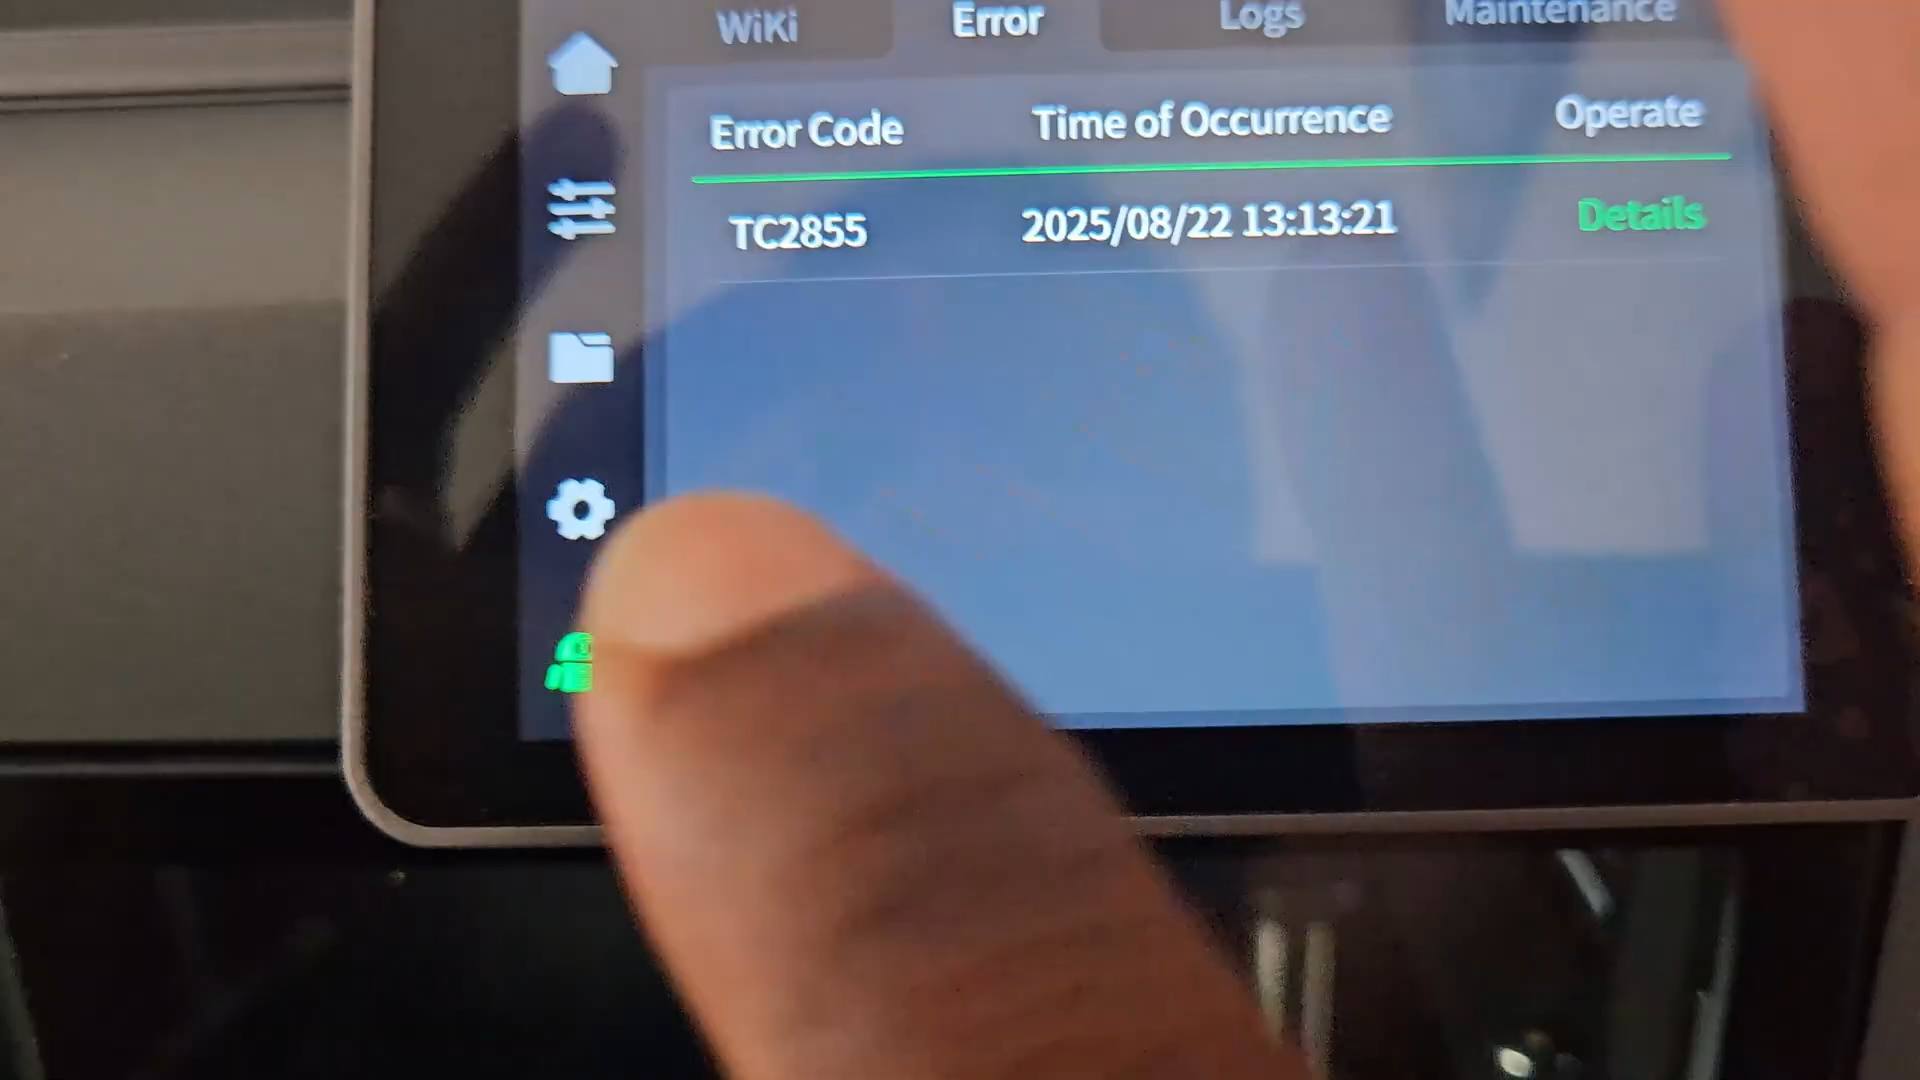 WiKi Error Logs Maintenance
Error Code Time of Occurrence Operate
TC2855 2025/08/22 13:13:21 Details